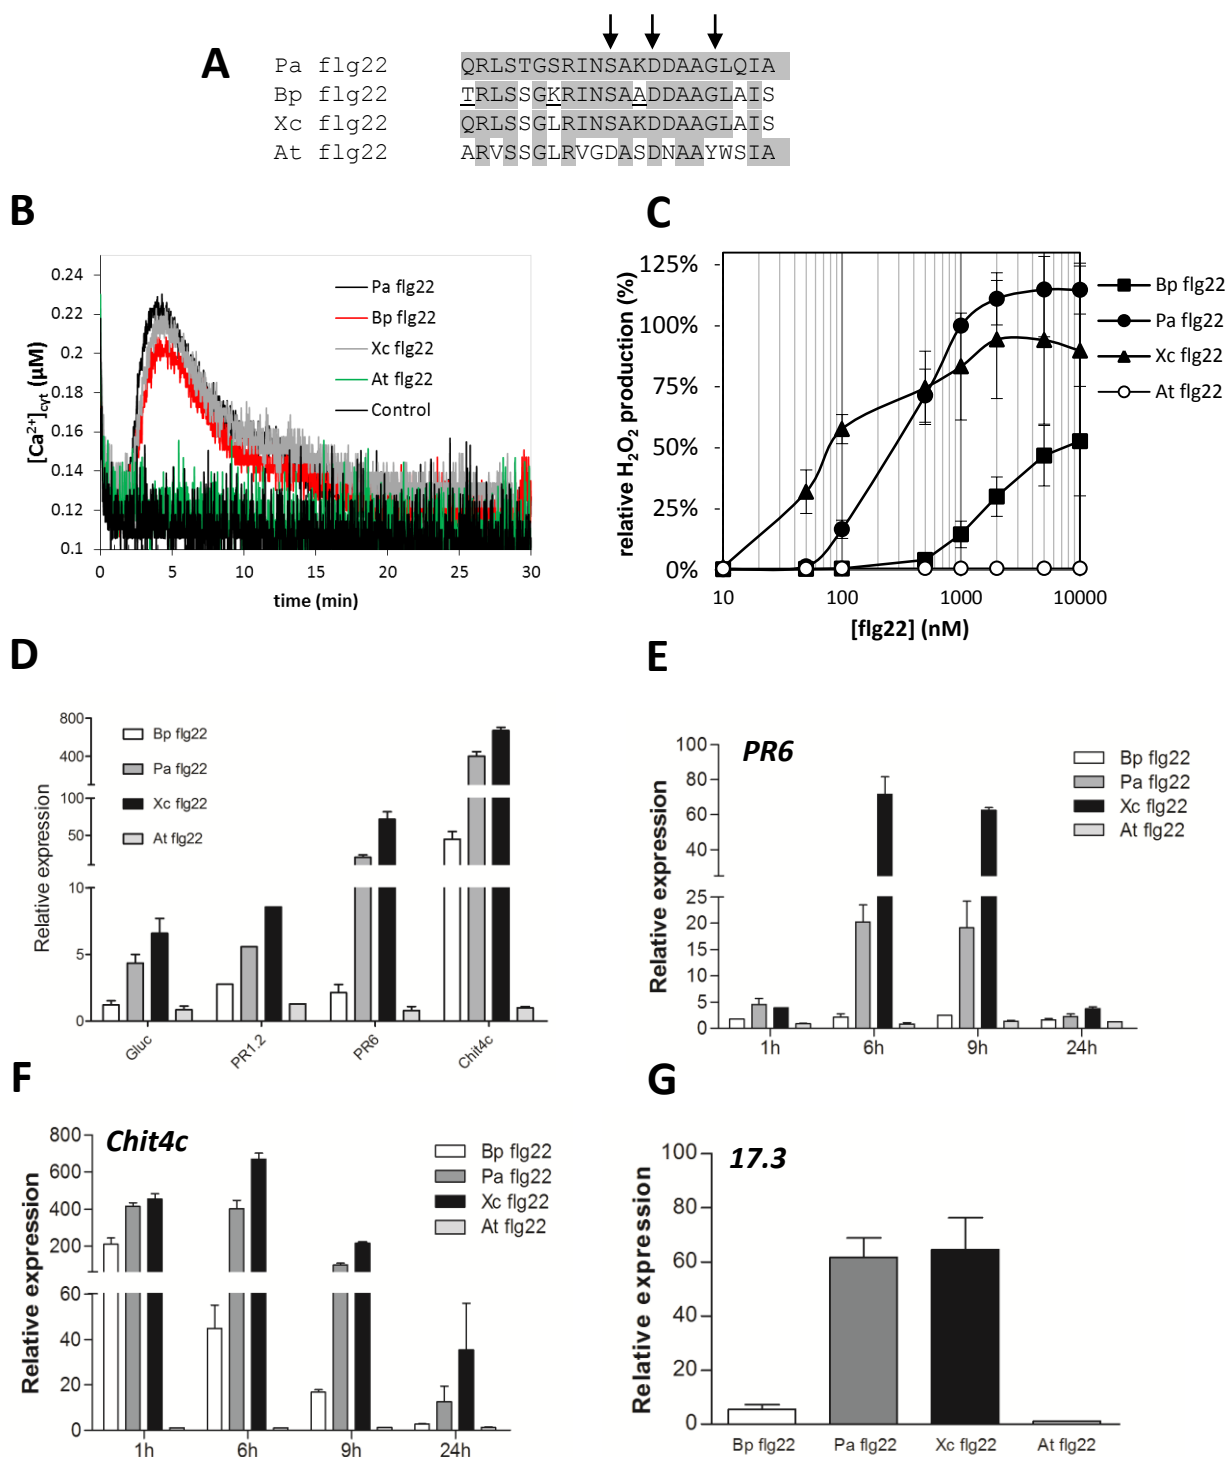 A
Pa flg22 QRLSTGSRINSAKDDAAGLQIA
Bp flg22 TRLSSGKRINSAADDAAGLAIS
Xc flg22 QRLSSGLRINSAKDDAAGLAIS
At flg22 ARVSSGLRVGDASDNAAYWSIA
B
[Ca²⁺]cyt (µM)
0.24
0.22
0.2
0.18
0.16
0.14
0.12
0.1
0 5 10 15 20 25 30
time (min)
Pa flg22
Bp flg22
Xc flg22
At flg22
Control
C
relative H₂O₂ production (%)
125%
100%
75%
50%
25%
0%
10 100 1000 10000
[flg22] (nM)
Bp flg22
Pa flg22
Xc flg22
At flg22
D
Relative expression
800
400
100
50
10
5
0
Bp flg22
Pa flg22
Xc flg22
At flg22
Gluc PR1.2 PR6 Chit4c
E
PR6
Relative expression
100
80
60
40
25
20
15
10
5
0
Bp flg22
Pa flg22
Xc flg22
At flg22
1h 6h 9h 24h
F
Chit4c
Relative expression
800
600
400
200
60
40
20
0
Bp flg22
Pa flg22
Xc flg22
At flg22
1h 6h 9h 24h
G
17.3
Relative expression
100
80
60
40
20
0
Bp flg22 Pa flg22 Xc flg22 At flg22